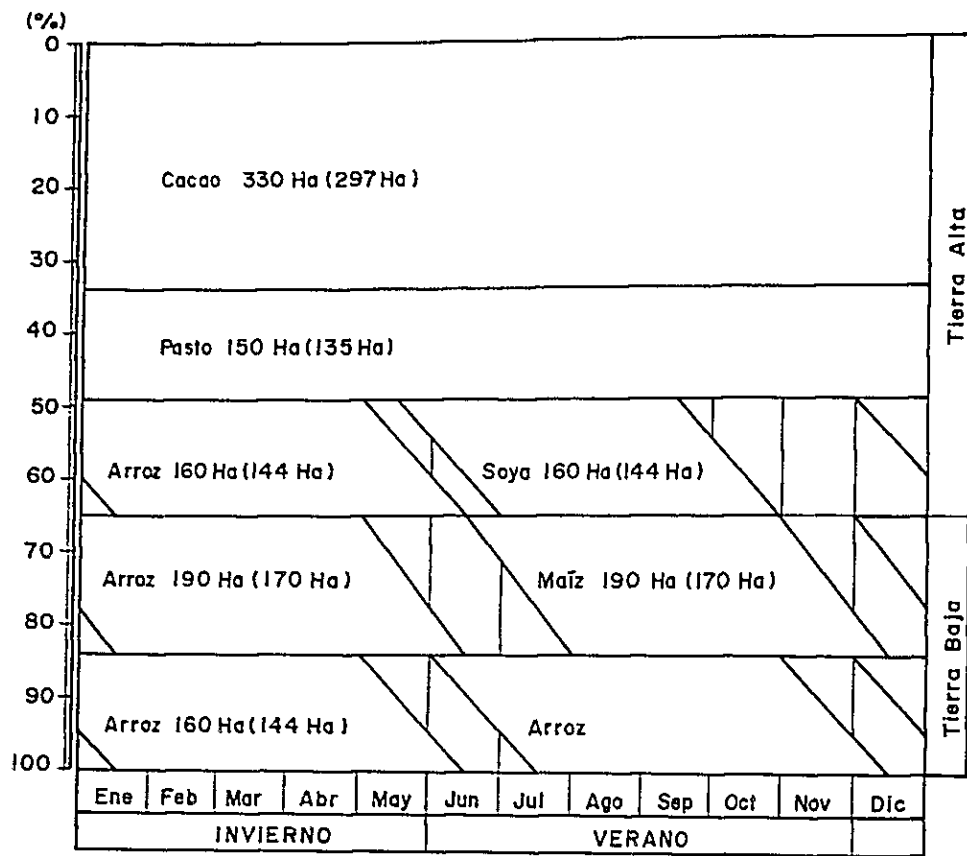 (%)
0
10
20
30
40
50
60
70
80
90
100
Cacao 330 Ha (297 Ha)
Pasto 150 Ha (135 Ha)
Arroz 160 Ha (144 Ha)
Soya 160 Ha (144 Ha)
Arroz 190 Ha (170 Ha)
Maíz 190 Ha (170 Ha)
Arroz 160 Ha (144 Ha)
Arroz
Tierra Alta
Tierra Baja
Ene Feb Mar Abr May Jun Jul Ago Sep Oct Nov Dic
INVIERNO VERANO